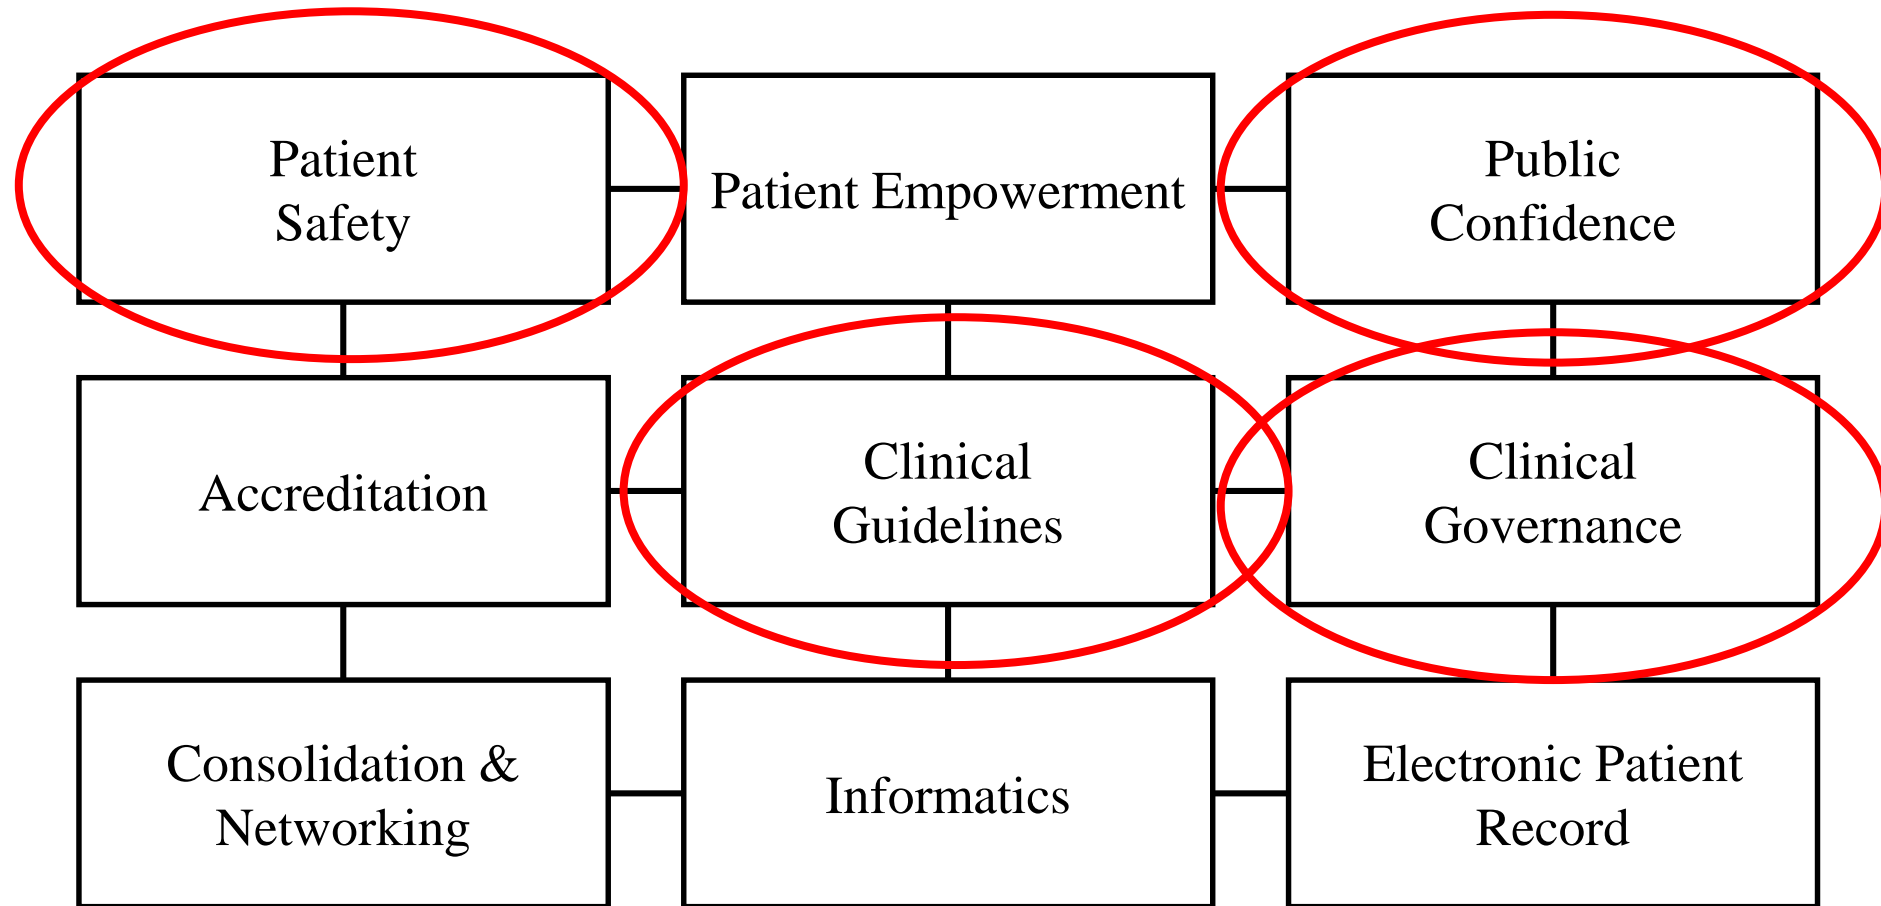 Patient
Safety
Patient Empowerment
Public
Confidence
Accreditation
Clinical
Guidelines
Clinical
Governance
Consolidation &
Networking
Informatics
Electronic Patient
Record